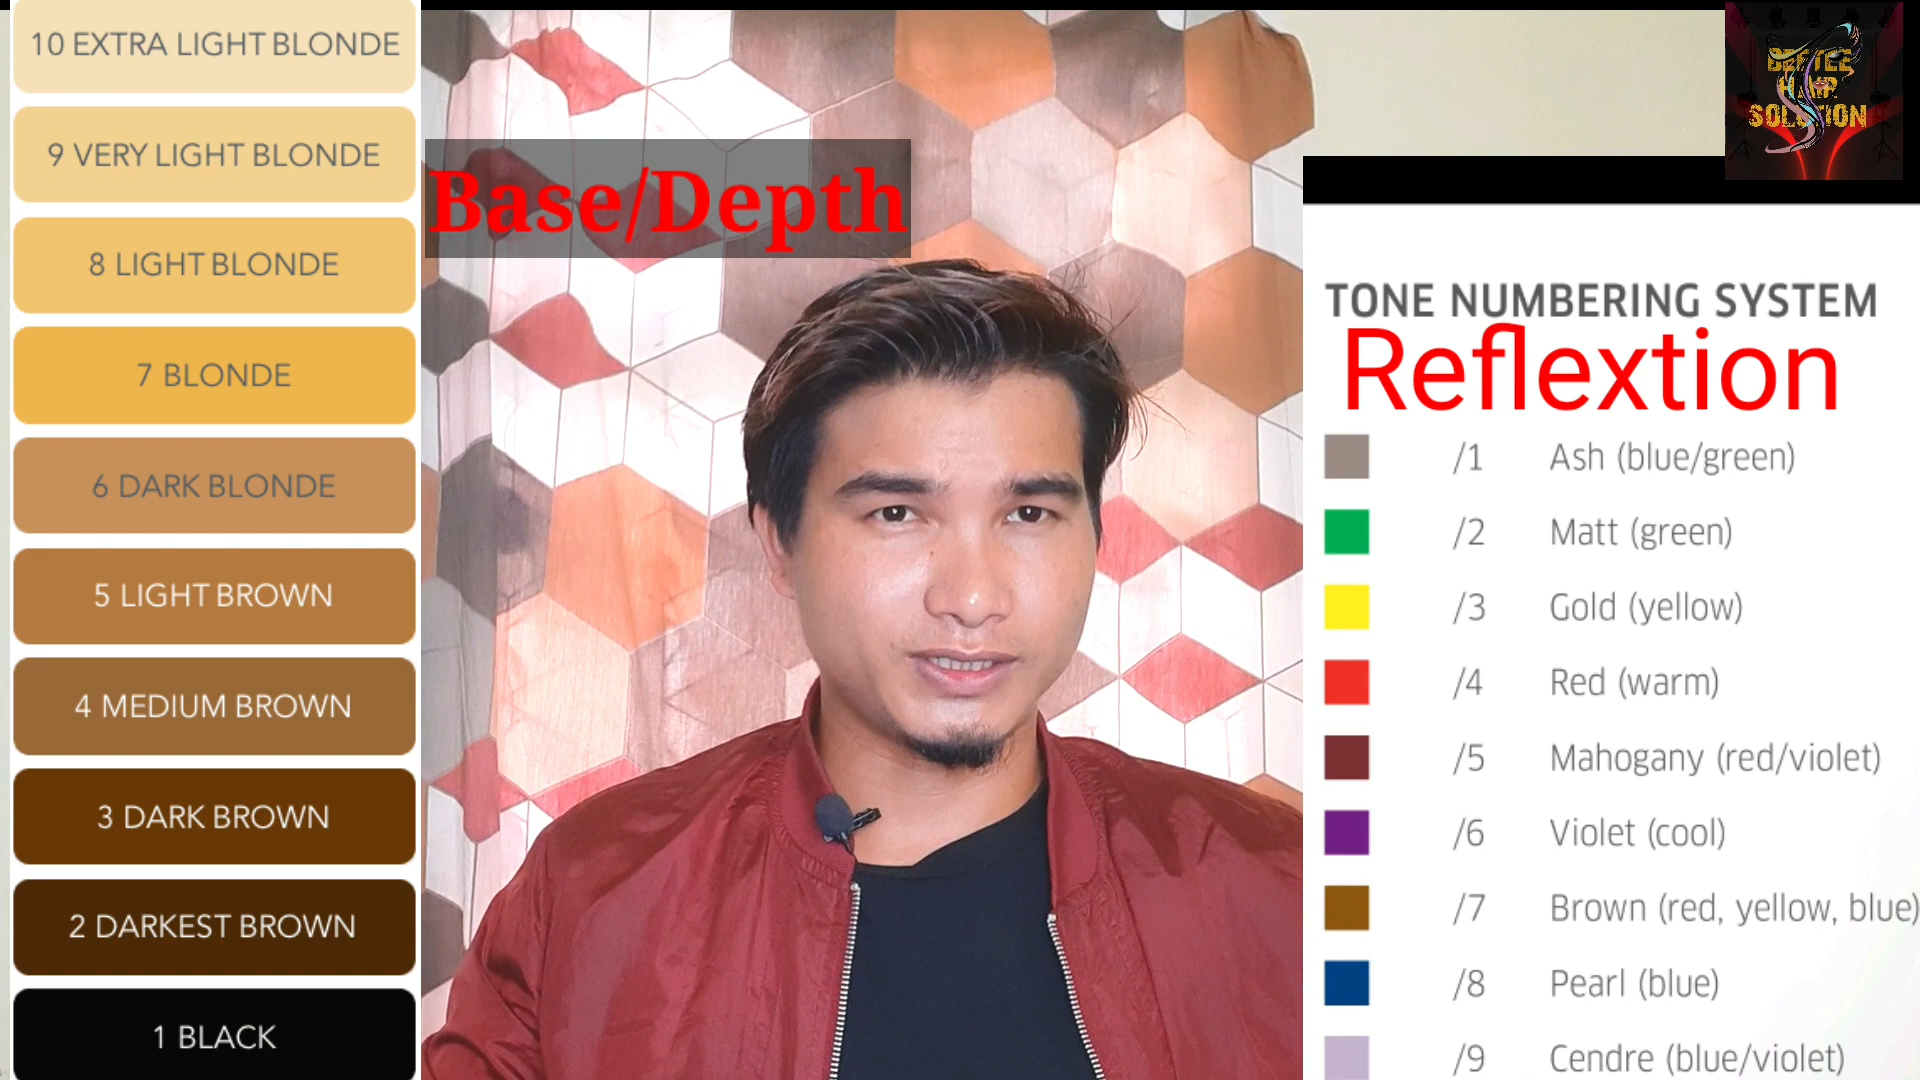 10 EXTRA LIGHT BLONDE
9 VERY LIGHT BLONDE
8 LIGHT BLONDE
7 BLONDE
6 DARK BLONDE
5 LIGHT BROWN
4 MEDIUM BROWN
3 DARK BROWN
2 DARKEST BROWN
1 BLACK
Base/Depth
HAIR
SOLUTION
TONE NUMBERING SYSTEM
Reflextion
/1 Ash (blue/green)
/2 Matt (green)
/3 Gold (yellow)
/4 Red (warm)
/5 Mahogany (red/violet)
/6 Violet (cool)
/7 Brown (red, yellow, blue)
/8 Pearl (blue)
/9 Cendre (blue/violet)